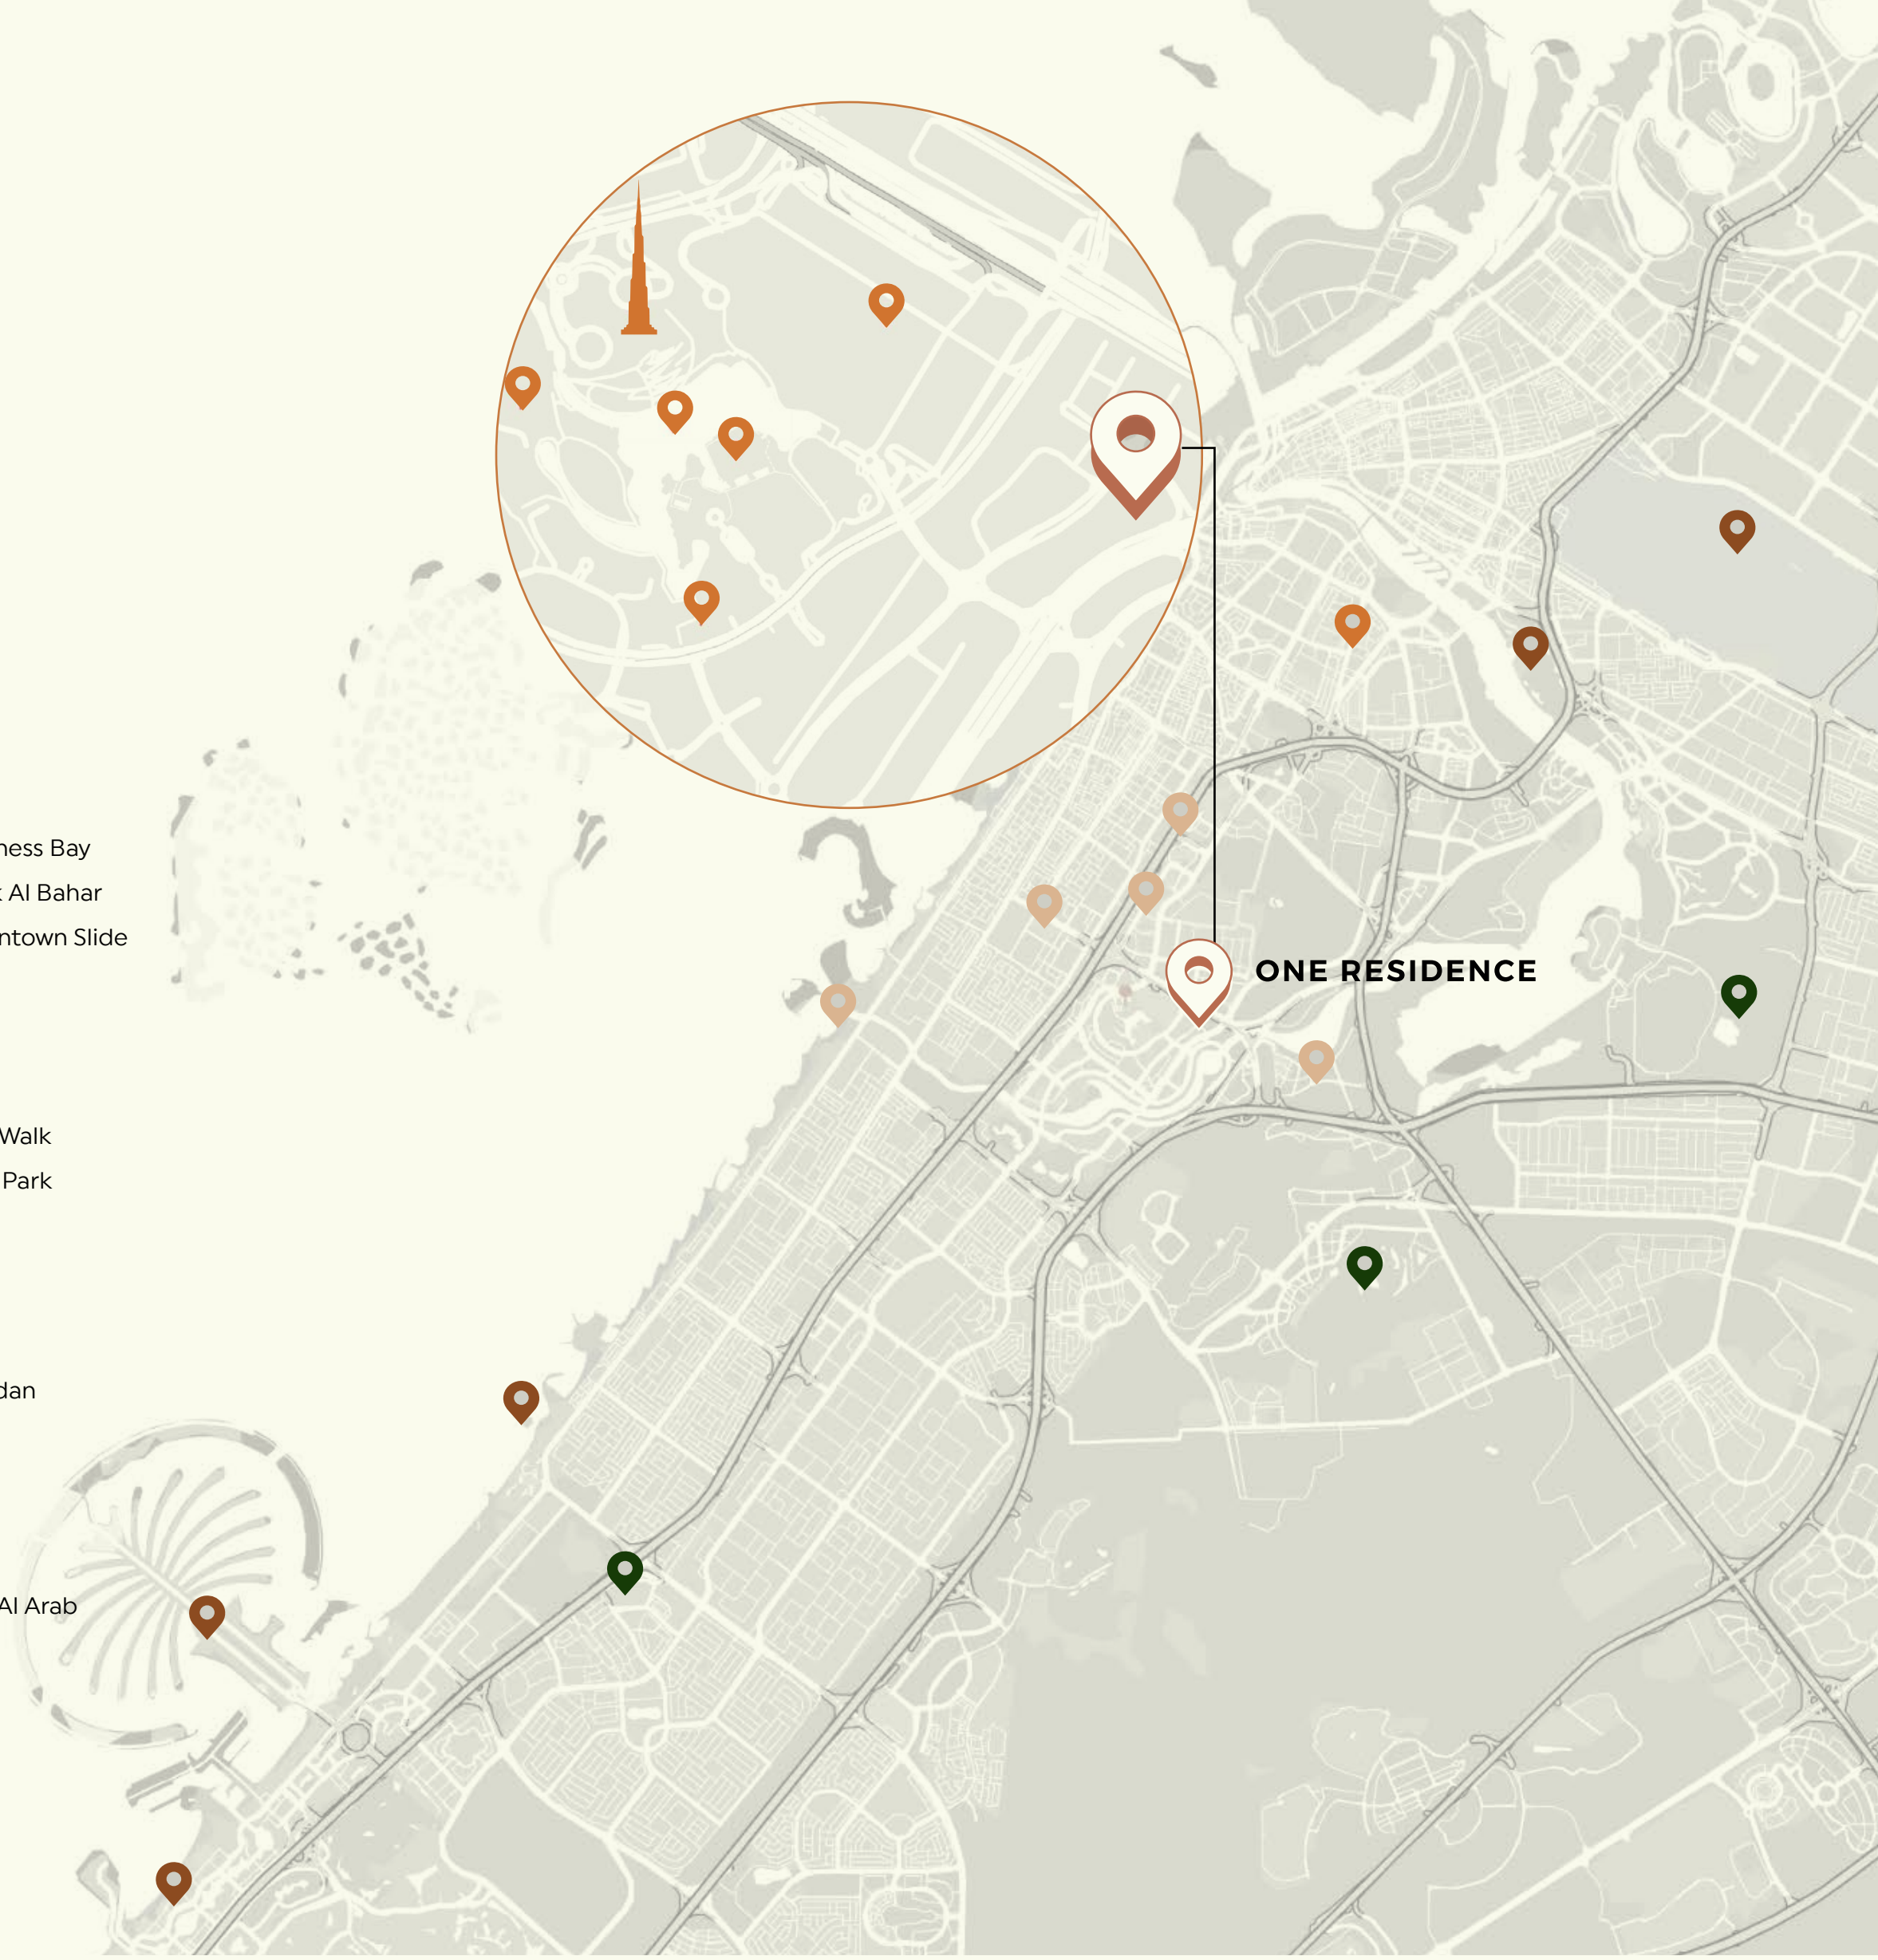 ness Bay
Al Bahar
ntown Slide
ONE RESIDENCE
Walk
Park
dan
Al Arab